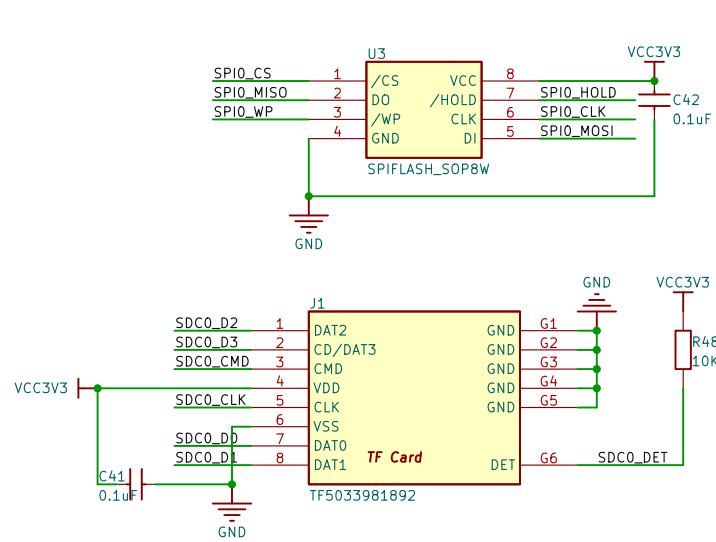 U3
VCC3V3
SPI0_CS 1 /CS VCC 8
SPI0_MISO 2 DO /HOLD 7 SPI0_HOLD C42
SPI0_WP 3 /WP CLK 6 SPI0_CLK 0.1uF
4 GND DI 5 SPI0_MOSI
SPIFLASH_SOP8W
GND
GND VCC3V3
J1
SDC0_D2 1 DAT2 GND G1
SDC0_D3 2 CD/DAT3 GND G2 R48
SDC0_CMD 3 CMD GND G3 10K
VCC3V3 4 VDD GND G4
SDC0_CLK 5 CLK GND G5
6 VSS
SDC0_D0 7 DAT0
SDC0_D1 8 DAT1 TF Card DET G6 SDC0_DET
C41
0.1uF
TF5033981892
GND